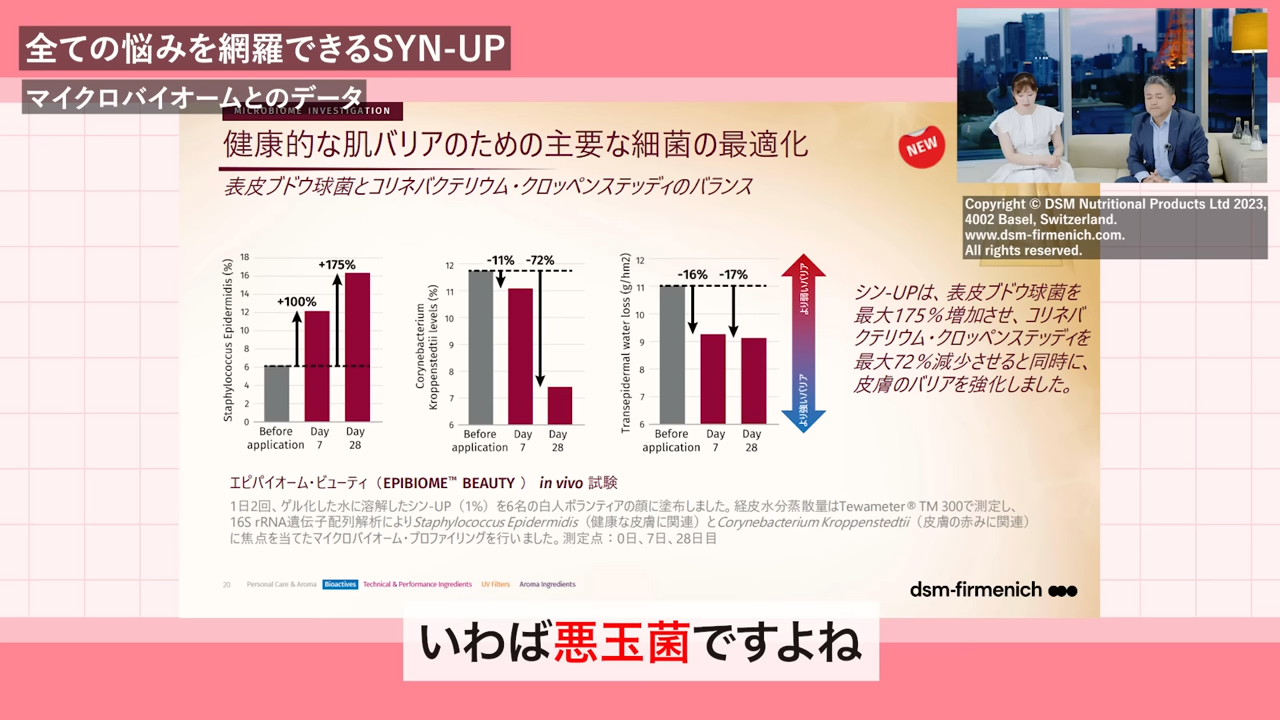 全ての悩みを網羅できるSYN-UP
マイクロバイオームとのデータ
MICROBIOME INVESTIGATION
健康的な肌バリアのための主要な細菌の最適化
表皮ブドウ球菌とコリネバクテリウム・クロッペンステッディのバランス
NEW
Copyright © DSM Nutritional Products Ltd 2023,
4002 Basel, Switzerland.
www.dsm-firmenich.com.
All rights reserved.
Staphylococcus Epidermidis (%)
18
16
14
12
10
8
6
4
2
0
+100%
+175%
Before application
Day 7
Day 28
Corynebacterium
Kroppenstedtii levels (%)
12
11
10
9
8
7
6
-11% -72%
Before application
Day 7
Day 28
Transepidermal water loss (g/hm2)
12
11
10
9
8
7
6
-16% -17%
Before application
Day 7
Day 28
より弱いバリア
より強いバリア
シン-UPは、表皮ブドウ球菌を
最大175%増加させ、コリネバ
クテリウム・クロッペンステッディを
最大72%減少させると同時に、
皮膚のバリアを強化しました。
エピバイオーム・ビューティ（EPIBIOME™ BEAUTY ） in vivo 試験
1日2回、ゲル化した水に溶解したシン-UP（1%）を6名の白人ボランティアの顔に塗布しました。経皮水分蒸散量はTewameter® TM 300で測定し、
16S rRNA遺伝子配列解析によりStaphylococcus Epidermidis（健康な皮膚に関連）とCorynebacterium Kroppenstedtii（皮膚の赤みに関連）
に焦点を当てたマイクロバイオーム・プロファイリングを行いました。測定点：0日、7日、28日目
20 Personal Care & Aroma Bioactives Technical & Performance Ingredients UV Filters Aroma Ingredients
dsm-firmenich
いわば悪玉菌ですよね